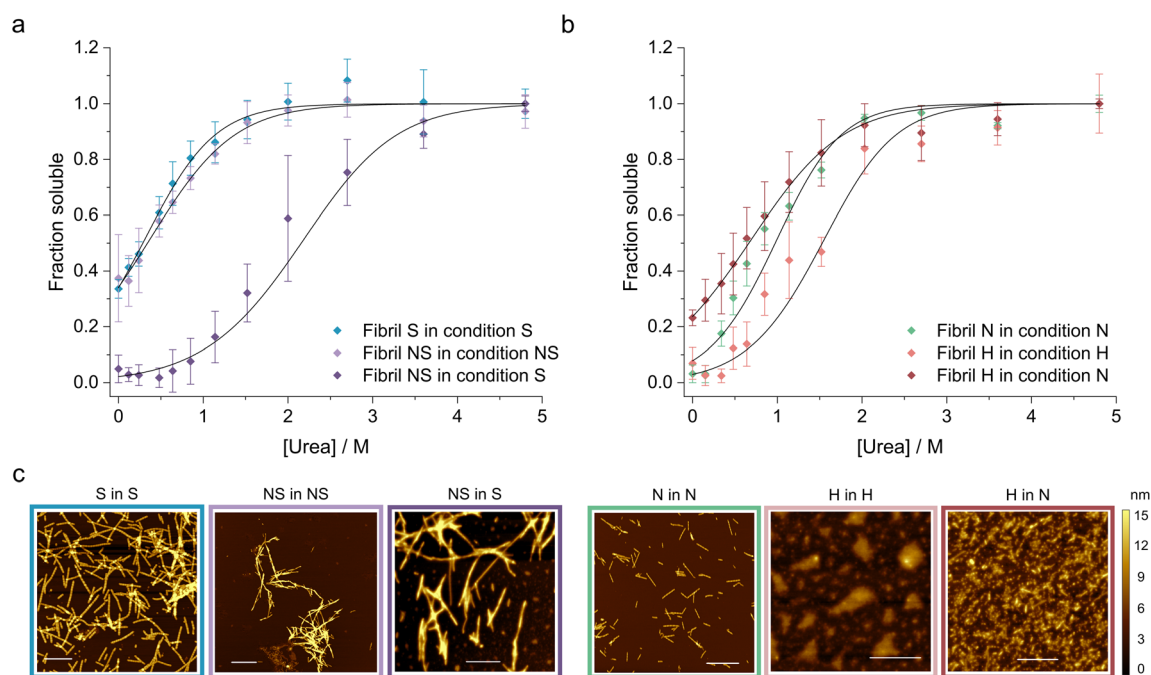 a
1.2
1.0
0.8
0.6
0.4
0.2
0.0
Fraction soluble
Fibril S in condition S
Fibril NS in condition NS
Fibril NS in condition S
0 1 2 3 4 5
[Urea] / M
b
1.2
1.0
0.8
0.6
0.4
0.2
0.0
Fraction soluble
Fibril N in condition N
Fibril H in condition H
Fibril H in condition N
0 1 2 3 4 5
[Urea] / M
c
S in S NS in NS NS in S N in N H in H H in N
nm
15
12
9
6
3
0